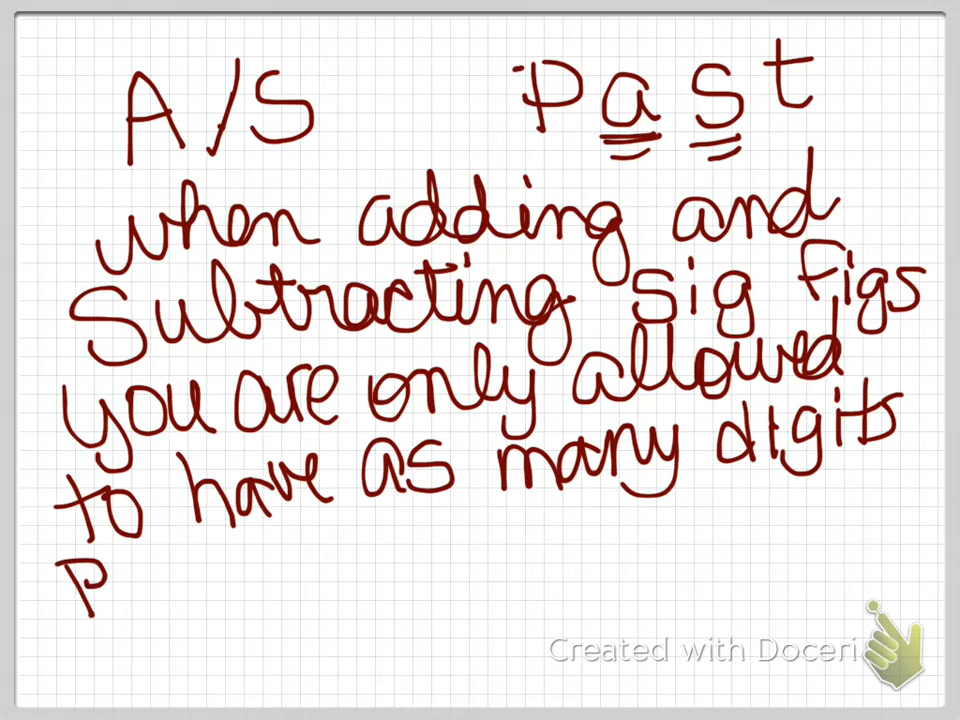 A/S Past
when adding and
Subtracting sig figs
you are only allowed
to have as many digits
P
Created with Doceri